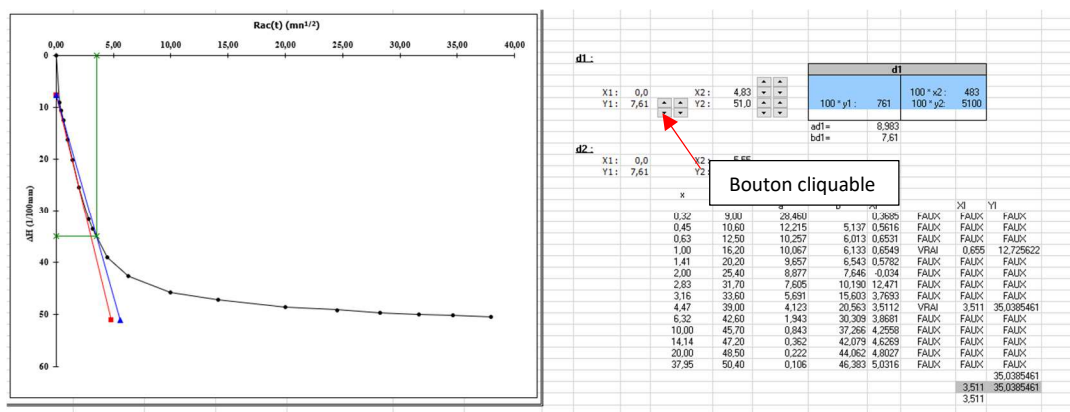 Rac(t) (mn1/2)
0,00 5,00 10,00 15,00 20,00 25,00 30,00 35,00 40,00
0
10
20
30
40
50
60
ΔH (1/100mm)
d1 :
d1
X1 : 0,0 X2 : 4,83 100 * x2 : 483
Y1 : 7,61 Y2 : 51,0 100 * y1 : 761 100 * y2: 5100
ad1= 8,983
bd1= 7,61
d2 :
X1 : 0,0 X2 : 5,55
Y1 : 7,61 Y2
Bouton cliquable
x XI YI
0,32 9,00 28,460 0,3685 FAUX FAUX FAUX
0,45 10,60 12,215 5,137 0,5616 FAUX FAUX FAUX
0,63 12,50 10,257 6,013 0,6531 FAUX FAUX FAUX
1,00 16,20 10,067 6,133 0,6549 VRAI 0,655 12,725622
1,41 20,20 9,657 6,543 0,5782 FAUX FAUX FAUX
2,00 25,40 8,877 7,646 -0,034 FAUX FAUX FAUX
2,83 31,70 7,605 10,190 12,471 FAUX FAUX FAUX
3,16 33,60 5,691 15,603 3,7693 FAUX FAUX FAUX
4,47 39,00 4,123 20,563 3,5112 VRAI 3,511 35,0385461
6,32 42,60 1,943 30,309 3,8681 FAUX FAUX FAUX
10,00 45,70 0,843 37,266 4,2558 FAUX FAUX FAUX
14,14 47,20 0,362 42,079 4,6269 FAUX FAUX FAUX
20,00 48,50 0,222 44,062 4,8027 FAUX FAUX FAUX
37,95 50,40 0,106 46,383 5,0316 FAUX FAUX FAUX
35,0385461
3,511 35,0385461
3,511